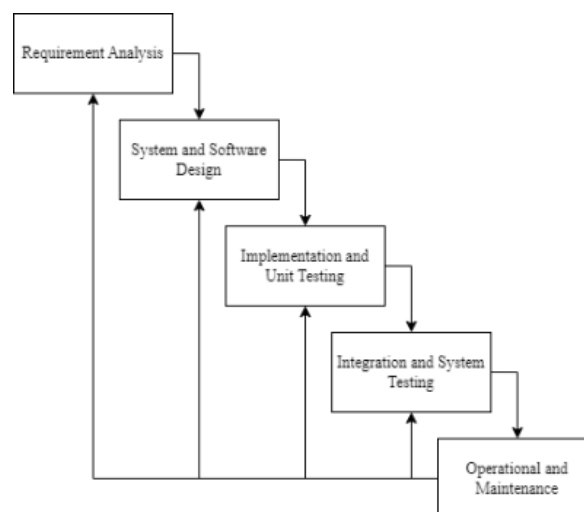 Requirement Analysis
System and Software
Design
Implementation and
Unit Testing
Integration and System
Testing
Operational and
Maintenance